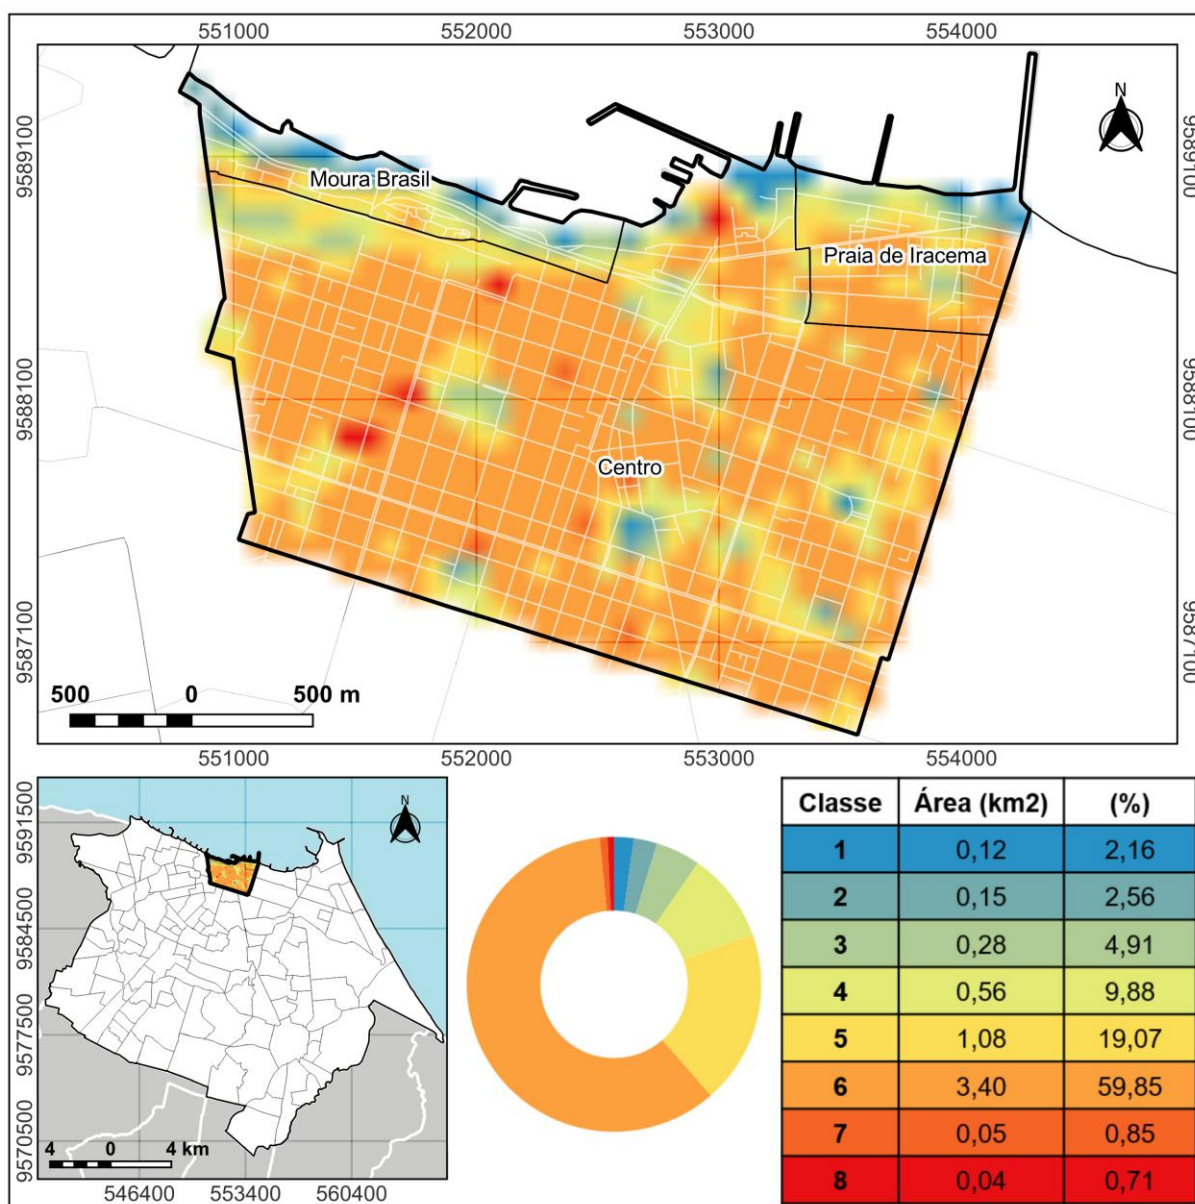 551000 552000 553000 554000
N
9589100 9589100
Moura Brasil
Praia de Iracema
9588100 9588100
Centro
9587100 9587100
500 0 500 m
551000 552000 553000 554000
9591500
N
9584500
9577500
9570500
4 0 4 km
546400 553400 560400
Classe Área (km2) (%)
1 0,12 2,16
2 0,15 2,56
3 0,28 4,91
4 0,56 9,88
5 1,08 19,07
6 3,40 59,85
7 0,05 0,85
8 0,04 0,71